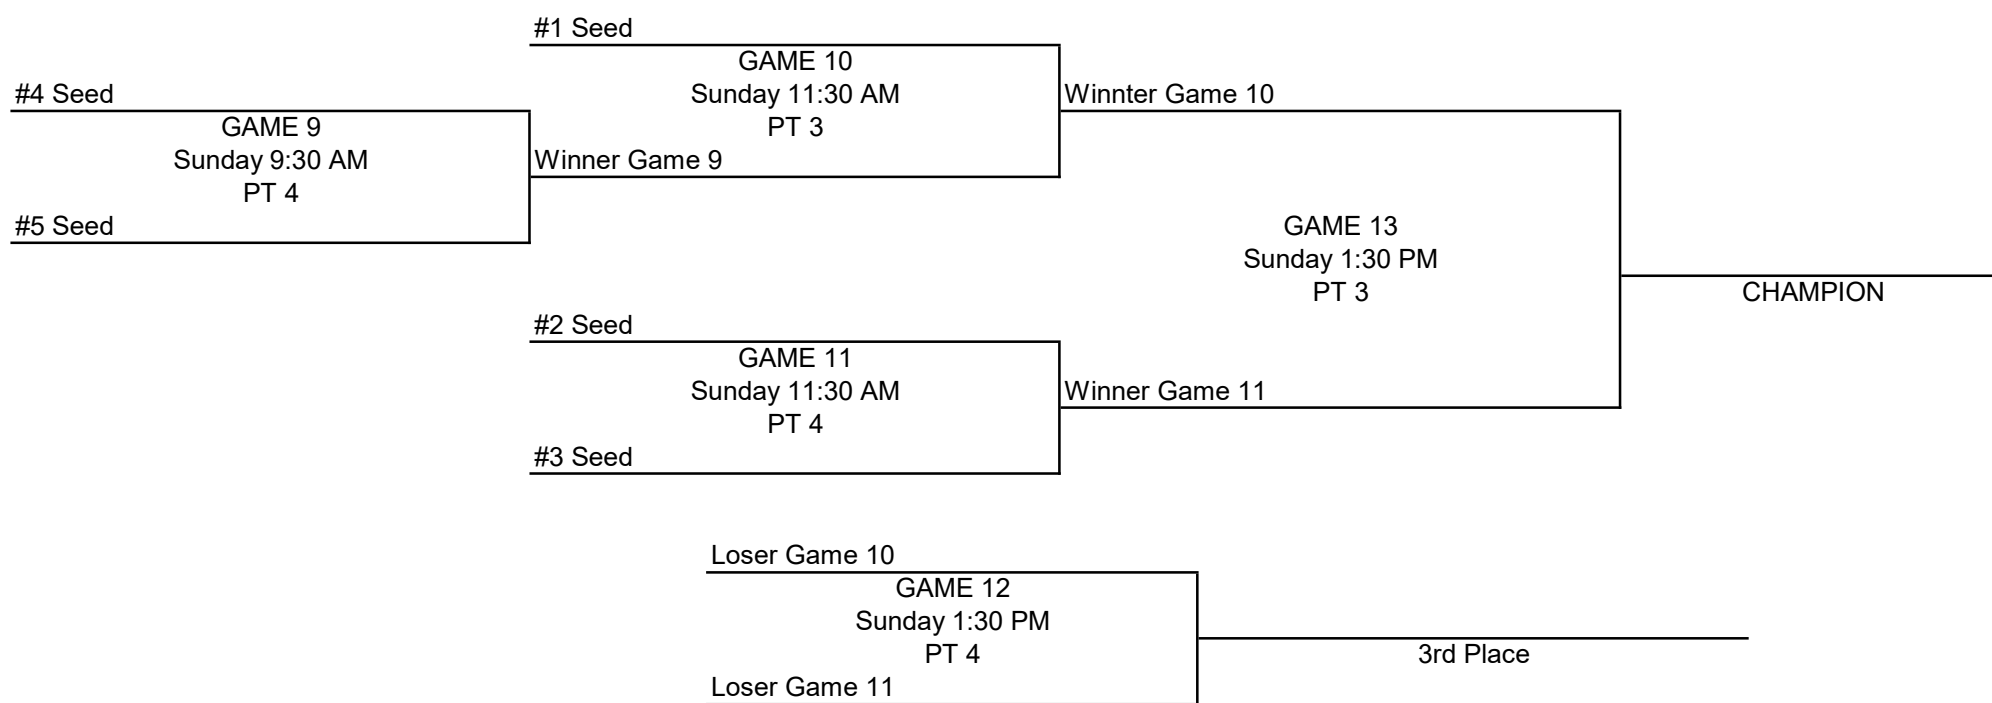 #1 Seed
GAME 10
Sunday 11:30 AM
PT 3
#4 Seed
GAME 9
Sunday 9:30 AM
PT 4
#5 Seed
Winner Game 9
Winnter Game 10
GAME 13
Sunday 1:30 PM
PT 3
CHAMPION
#2 Seed
GAME 11
Sunday 11:30 AM
PT 4
#3 Seed
Winner Game 11
Loser Game 10
GAME 12
Sunday 1:30 PM
PT 4
Loser Game 11
3rd Place